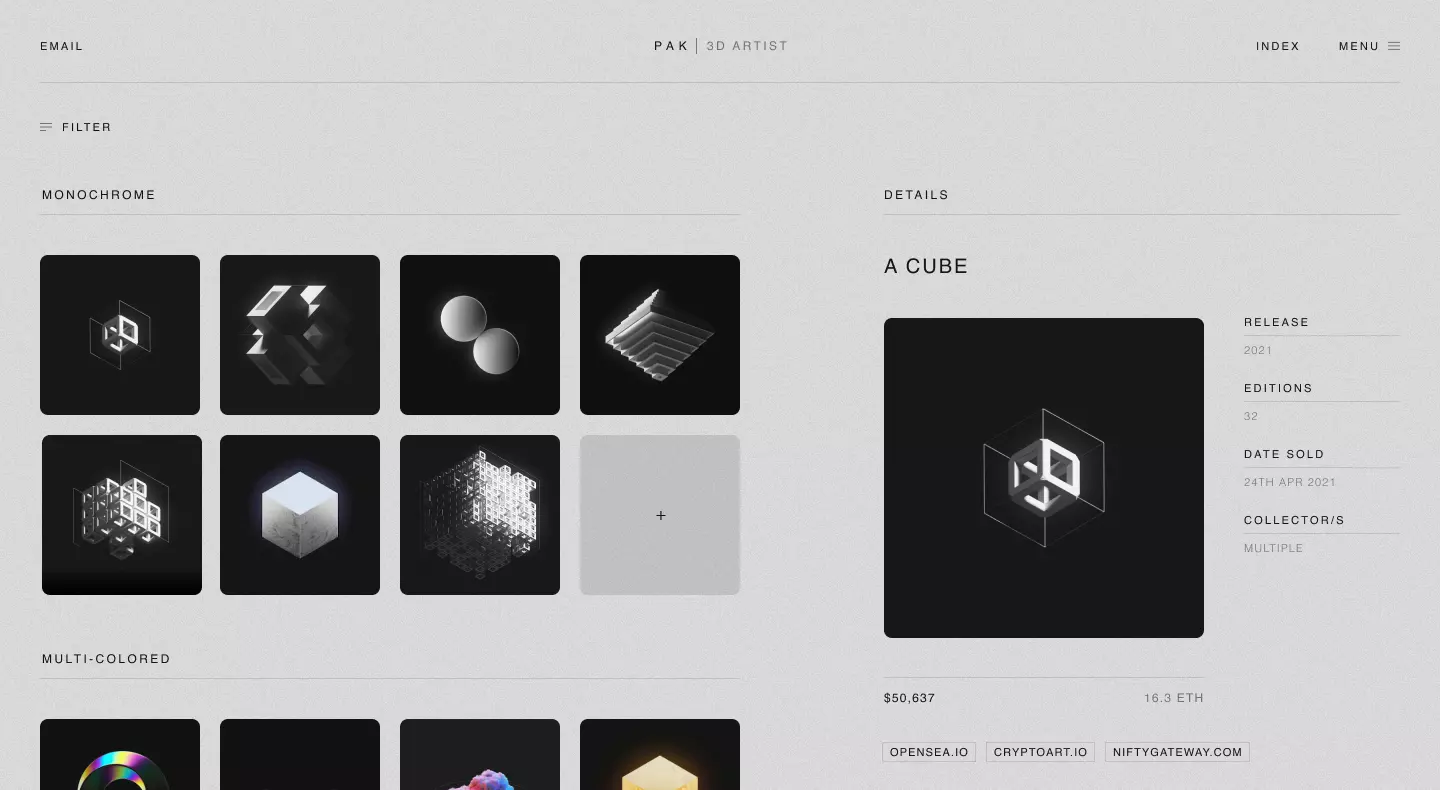 EMAIL
PAK | 3D ARTIST
INDEX
MENU
FILTER
MONOCHROME
+
MULTI-COLORED
DETAILS
A CUBE
RELEASE
2021
EDITIONS
32
DATE SOLD
24TH APR 2021
COLLECTOR/S
MULTIPLE
$50,637
16.3 ETH
OPENSEA.IO
CRYPTOART.IO
NIFTYGATEWAY.COM